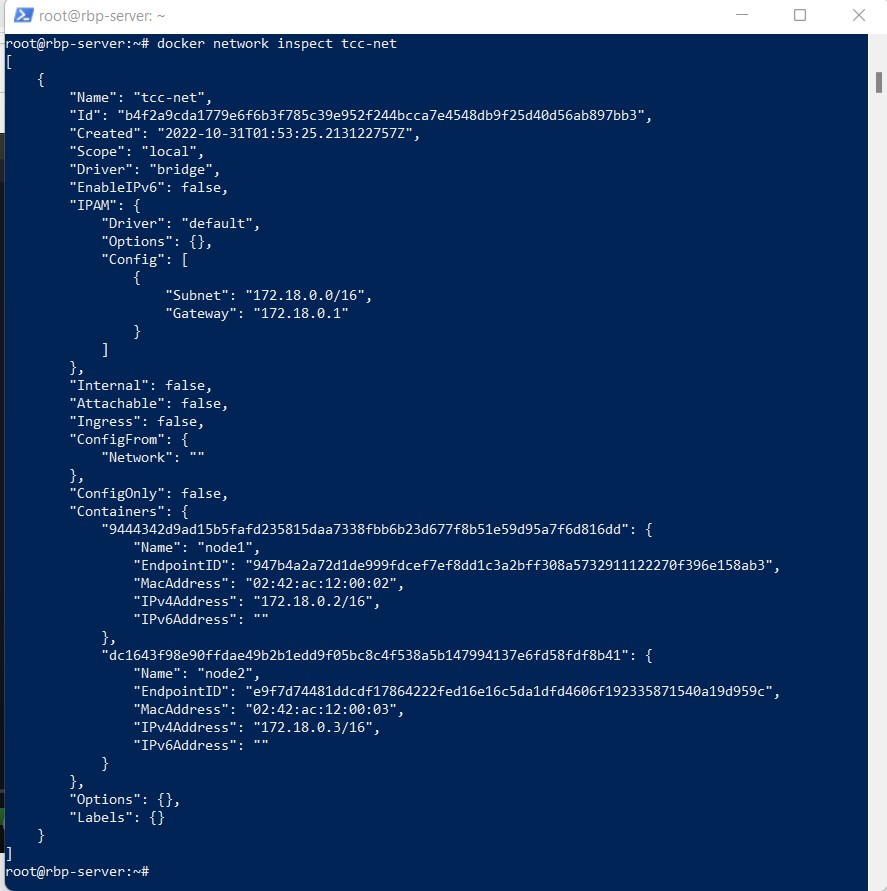 root@rbp-server: ~
root@rbp-server:~# docker network inspect tcc-net
[
    {
        "Name": "tcc-net",
        "Id": "b4f2a9cda1779e6f6b3f785c39e952f244bcca7e4548db9f25d40d56ab897bb3",
        "Created": "2022-10-31T01:53:25.213122757Z",
        "Scope": "local",
        "Driver": "bridge",
        "EnableIPv6": false,
        "IPAM": {
            "Driver": "default",
            "Options": {},
            "Config": [
                {
                    "Subnet": "172.18.0.0/16",
                    "Gateway": "172.18.0.1"
                }
            ]
        },
        "Internal": false,
        "Attachable": false,
        "Ingress": false,
        "ConfigFrom": {
            "Network": ""
        },
        "ConfigOnly": false,
        "Containers": {
            "9444342d9ad15b5fafd235815daa7338fbb6b23d677f8b51e59d95a7f6d816dd": {
                "Name": "node1",
                "EndpointID": "947b4a2a72d1de999fdcef7ef8dd1c3a2bff308a5732911122270f396e158ab3",
                "MacAddress": "02:42:ac:12:00:02",
                "IPv4Address": "172.18.0.2/16",
                "IPv6Address": ""
            },
            "dc1643f98e90ffdae49b2b1edd9f05bc8c4f538a5b147994137e6fd58fdf8b41": {
                "Name": "node2",
                "EndpointID": "e9f7d74481ddcdf17864222fed16e16c5da1dfd4606f192335871540a19d959c",
                "MacAddress": "02:42:ac:12:00:03",
                "IPv4Address": "172.18.0.3/16",
                "IPv6Address": ""
            }
        },
        "Options": {},
        "Labels": {}
    }
]
root@rbp-server:~#